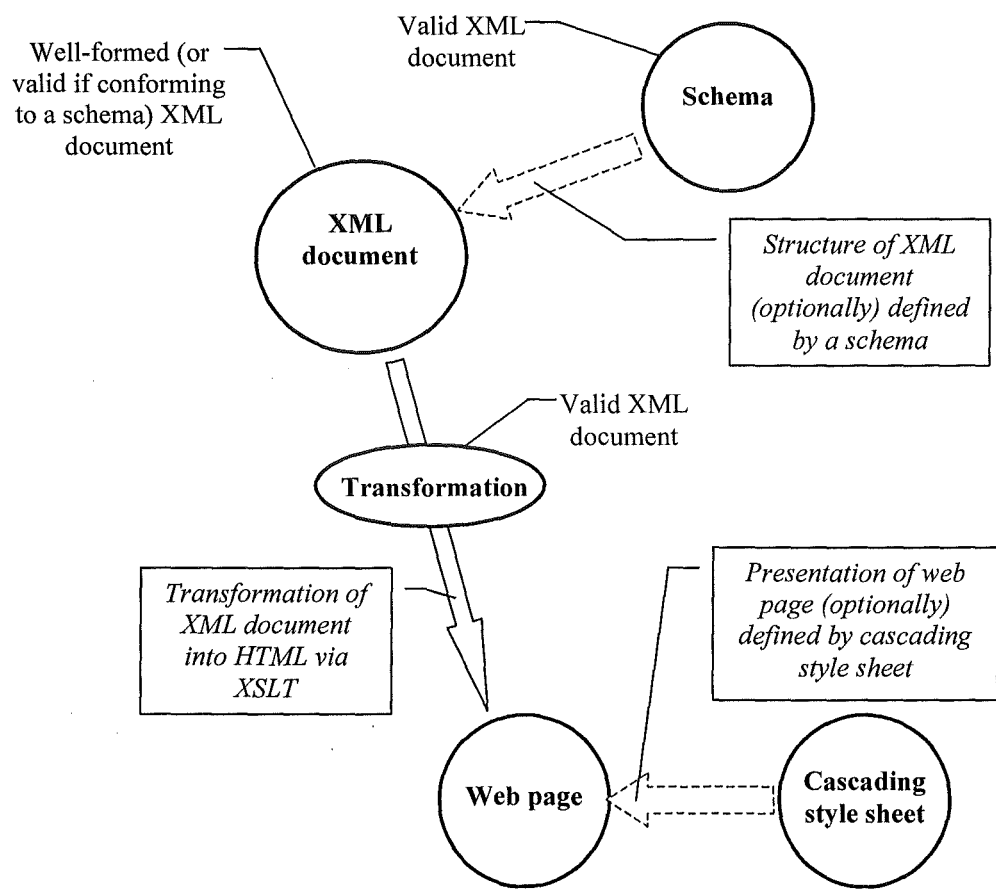 Valid XML
document
Well-formed (or
valid if conforming
to a schema) XML
document
Schema
XML
document
Structure of XML
document
(optionally) defined
by a schema
Valid XML
document
Transformation
Transformation of
XML document
into HTML via
XSLT
Presentation of web
page (optionally)
defined by cascading
style sheet
Web page
Cascading
style sheet